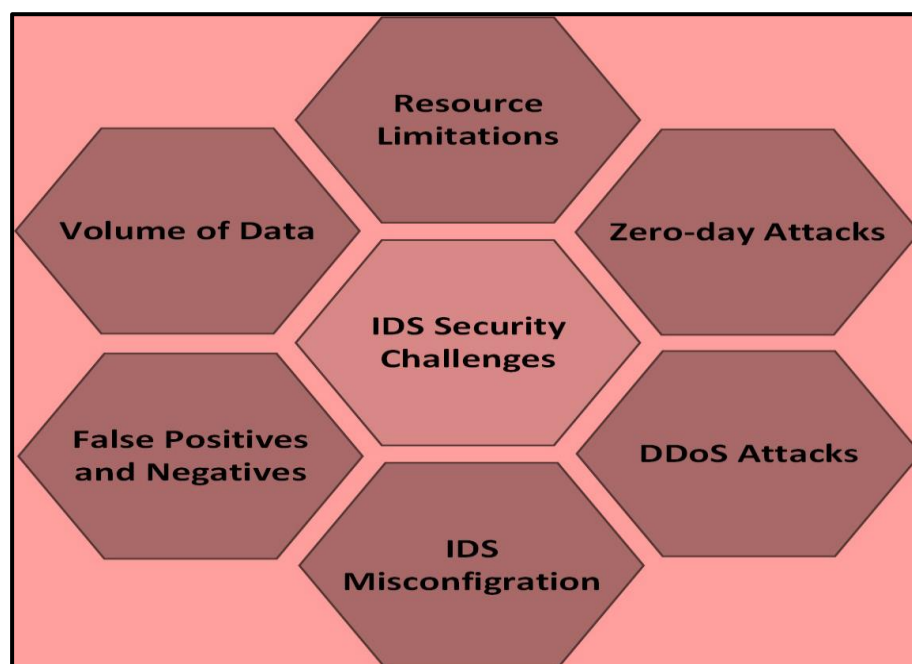 Resource
Limitations
Volume of Data
Zero-day Attacks
IDS Security
Challenges
False Positives
and Negatives
DDoS Attacks
IDS
Misconfigration